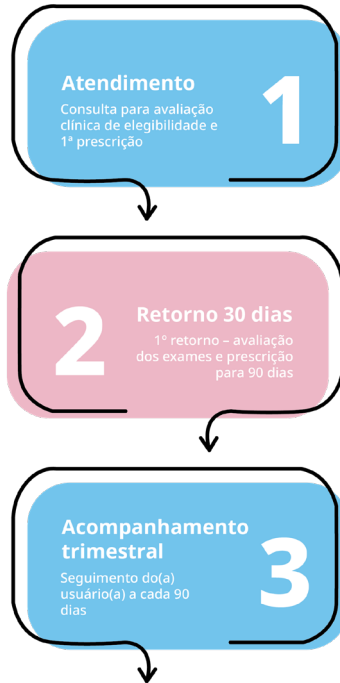 Atendimento
Consulta para avaliação
clínica de elegibilidade e
1ª prescrição
1
2
Retorno 30 dias
1º retorno – avaliação
dos exames e prescrição
para 90 dias
Acompanhamento
trimestral
Seguimento do(a)
usuário(a) a cada 90
dias
3